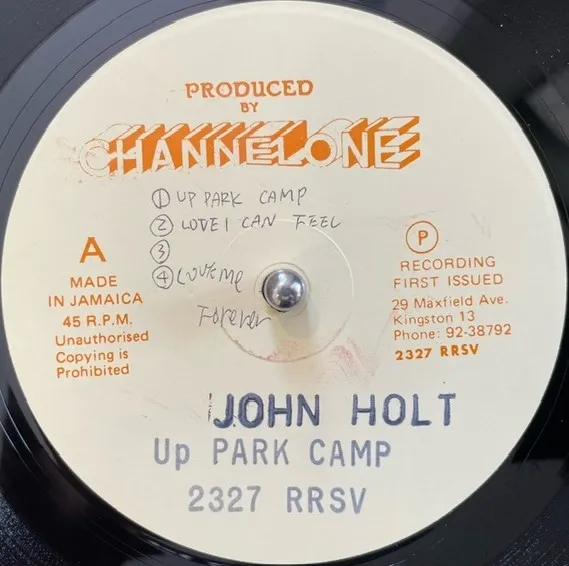 PRODUCED
BY
CHANNEL ONE
① UP PARK CAMP
② LOVE I CAN FEEL
③
④ LOVE ME
Forever
A
MADE
IN JAMAICA
45 R.P.M.
Unauthorised
Copying is
Prohibited
Ⓟ
RECORDING
FIRST ISSUED
29 Maxfield Ave.
Kingston 13
Phone: 92-38792
2327 RRSV
JOHN HOLT
Up PARK CAMP
2327 RRSV